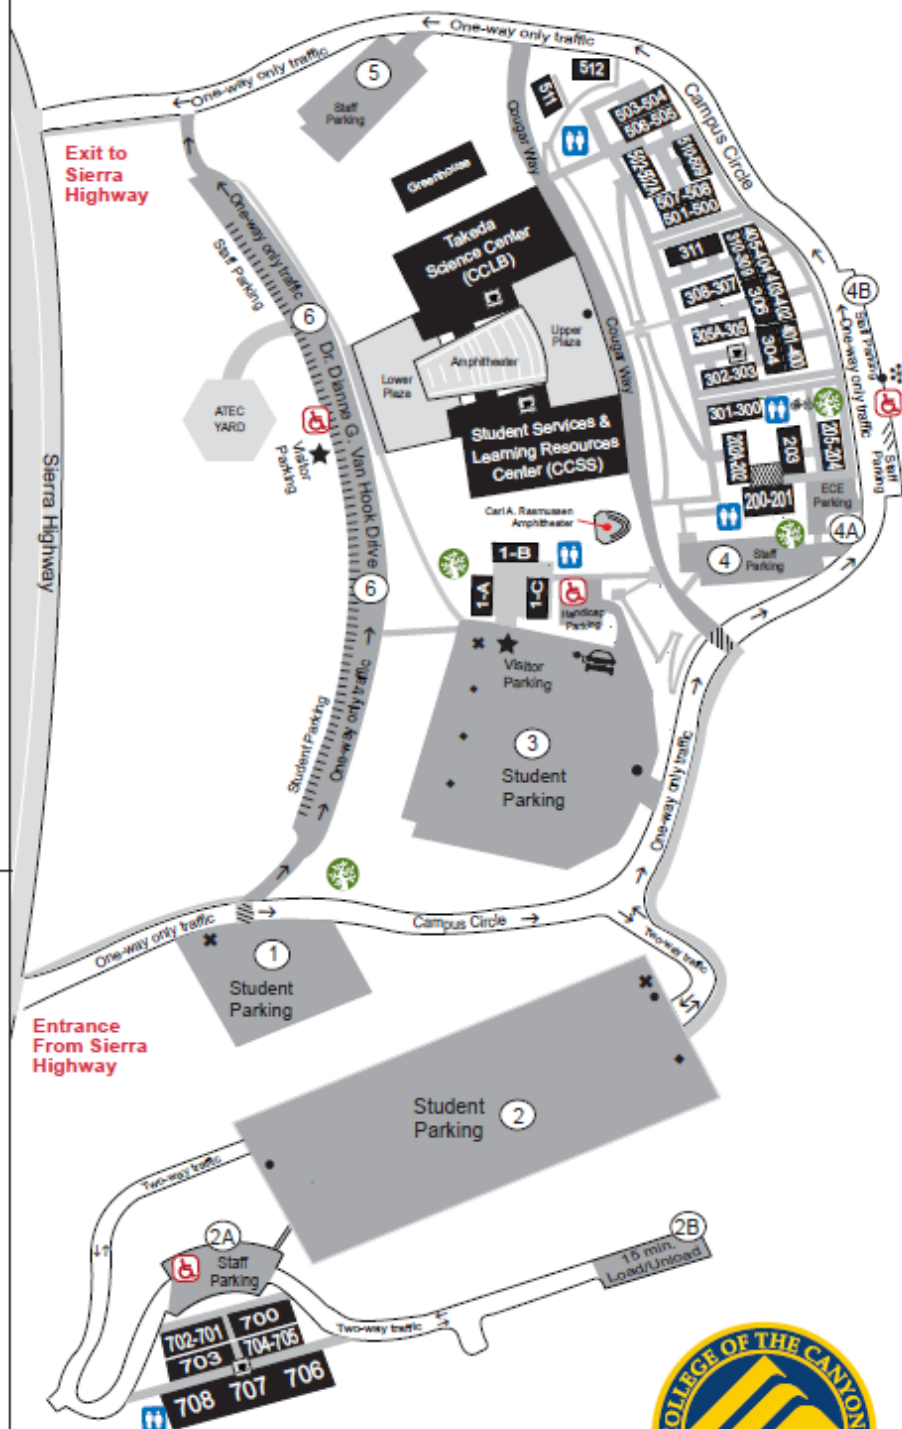 One-way only traffic
One-way only traffic
5
Staff
Parking
512
511
503-504
506-505
510-509
502-502A
507-508
501-500
Campus Circle
Cougar Way
Exit to
Sierra
Highway
Greenhouse
Takeda
Science Center
(CCLB)
One-way only traffic
Staff Parking
6
311
310-309
405-404
403-402
308-307
306
305A-305
304
401-400
302-303
4B
Staff Parking
One-way only traffic
Upper
Plaza
Amphitheater
Lower
Plaza
Cougar Way
ATEC
YARD
Dr. Dianne G. Van Hook Drive
Visitor
Parking
Student Services &
Learning Resources
Center (CCSS)
301-300
203
205-204
200-201
ECE
Parking
Staff
Parking
4A
4
Staff
Parking
Sierra Highway
Carl A. Rasmussen
Amphitheater
1-B
1-A
1-C
Handicap
Parking
6
Visitor
Parking
3
Student
Parking
Student Parking
One-way only traffic
One-way only traffic
Campus Circle
One-way only traffic
Two-way traffic
1
Student
Parking
Entrance
From Sierra
Highway
Student
Parking
2
Two-way traffic
2A
Staff
Parking
2B
15 min.
Load/Unload
Two-way traffic
702-701
700
703
704-705
708
707
706
COLLEGE OF THE CANYON